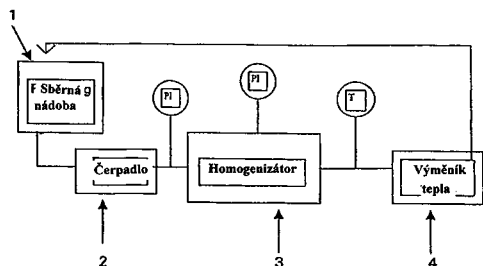 1
F Sběrná g
nádoba
PI
PI
T
Čerpadlo
Homogenizátor
Výměník
tepla
2
3
4